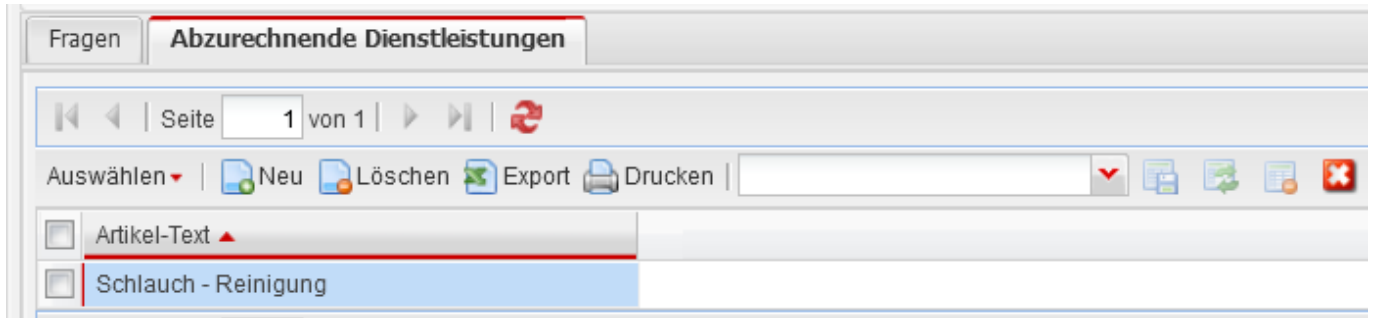 Fragen Abzurechnende Dienstleistungen
Seite 1 von 1
Auswählen Neu Löschen Export Drucken
Artikel-Text
Schlauch - Reinigung